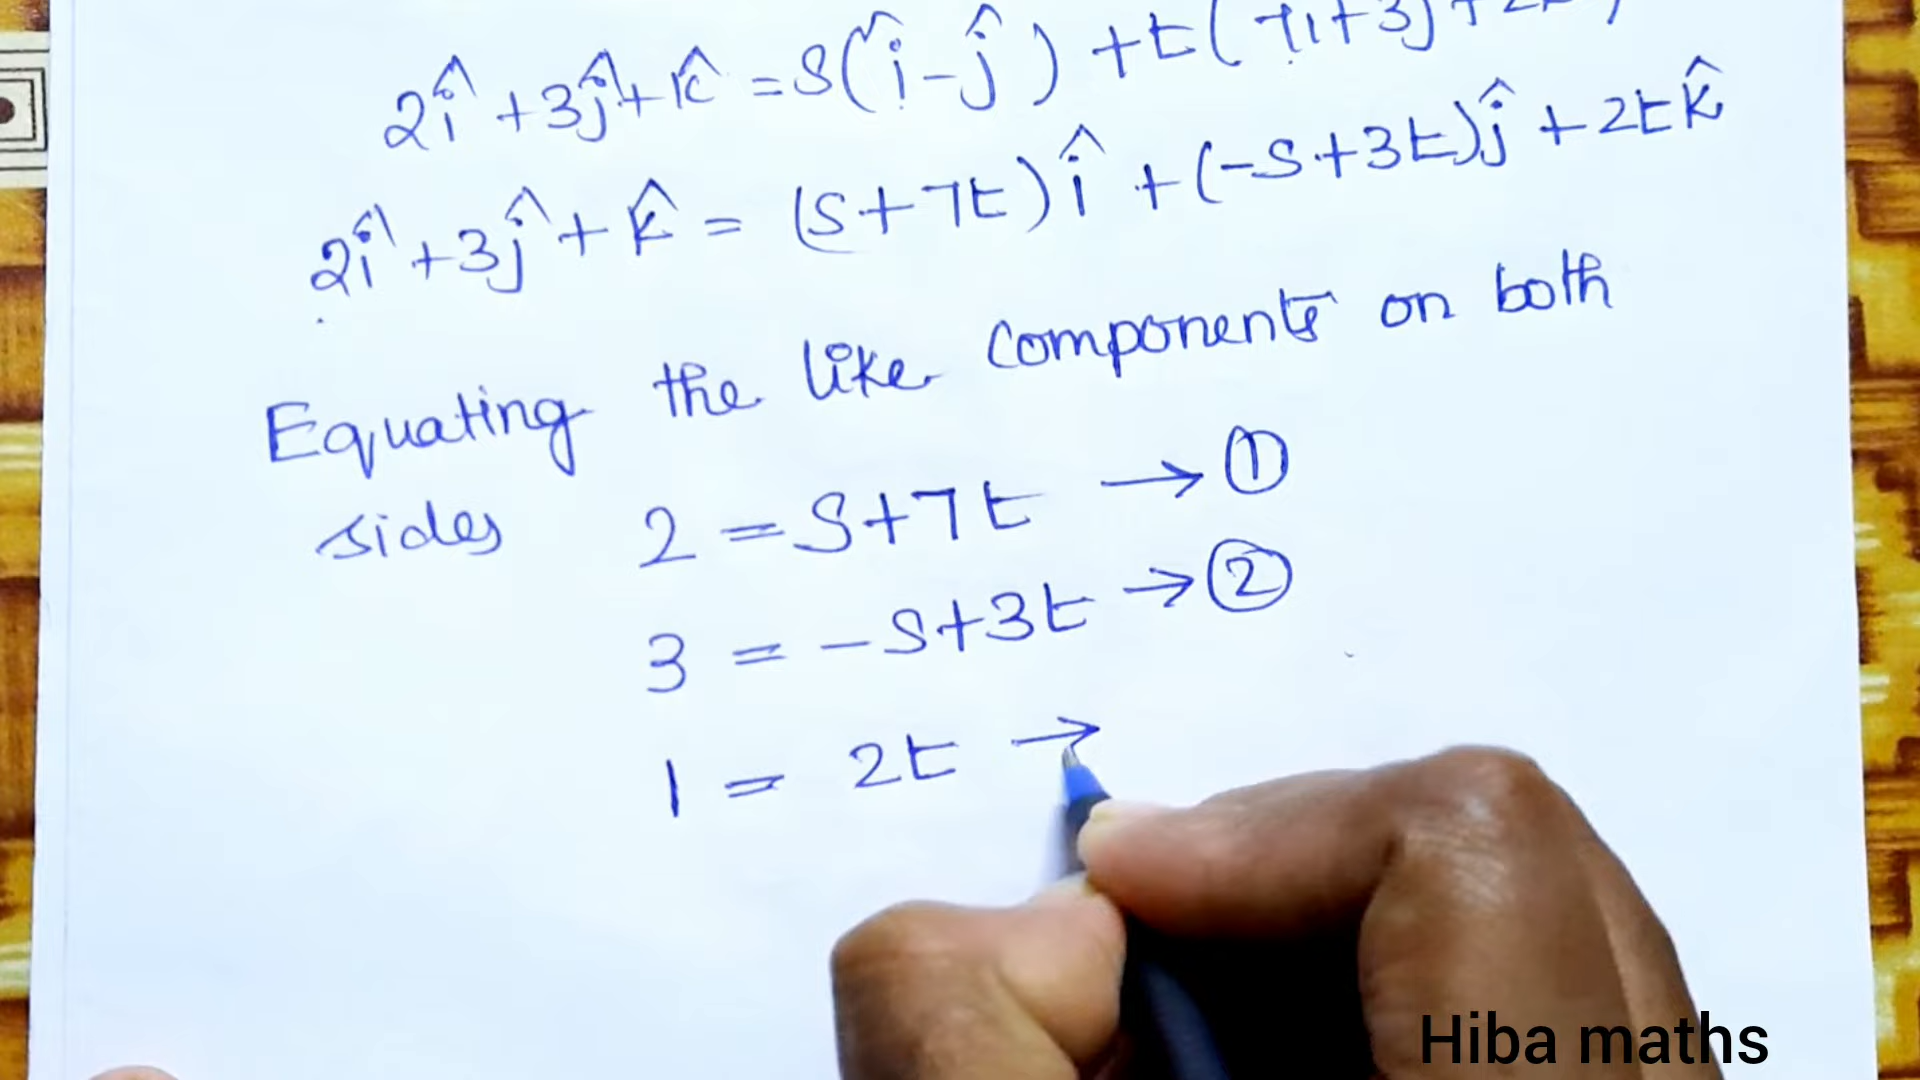 2î + 3ĵ + k̂ = s(î - ĵ) + t(7î + 3ĵ + 2k̂)
2î + 3ĵ + k̂ = (s + 7t)î + (-s + 3t)ĵ + 2tk̂
Equating the like components on both
sides 2 = s + 7t → ①
3 = -s + 3t → ②
1 = 2t →
Hiba maths